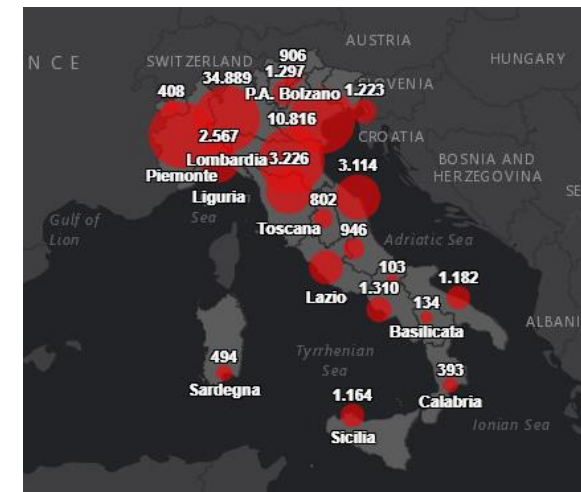 AUSTRIA
N C E
SWITZERLAND
906
HUNGARY
1.297
34.889
408
P.A. Bolzano
SLOVENIA
1.223
10.816
2.567
CROATIA
Lombardia
3.226
3.114
BOSNIA AND
HERZEGOVINA
Piemonte
SE
Liguria
Sea
802
Gulf of
Lion
Toscana
946
Adriatic Sea
103
1.182
Lazio
1.310
134
ALBANI
Basilicata
Tyrrhenian
Sea
494
393
Sardegna
Calabria
1.164
Ionian Sea
Sicilia